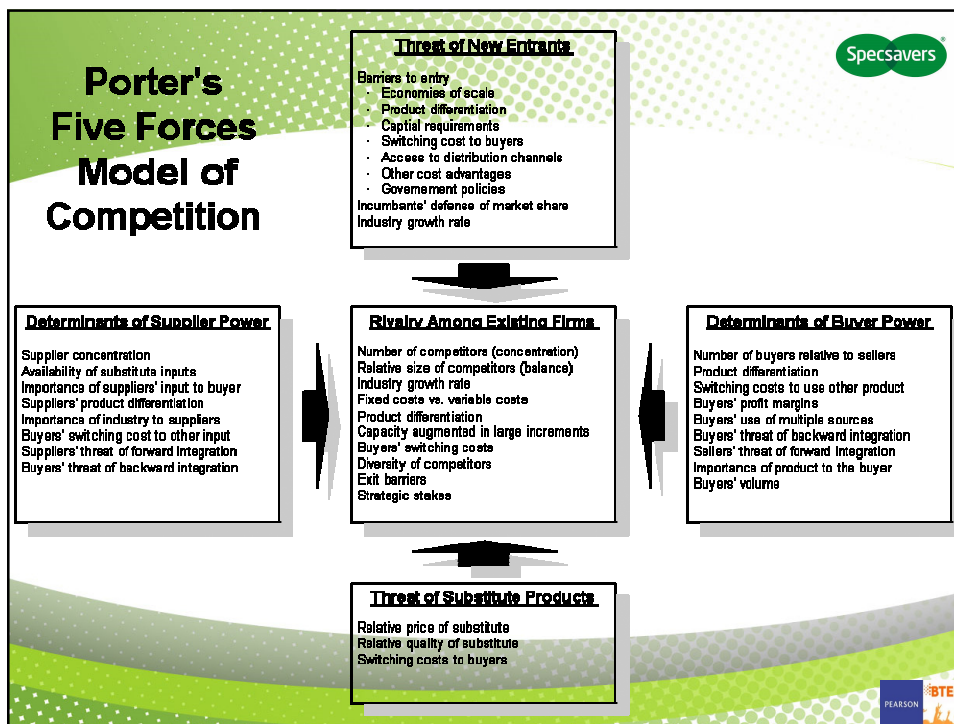 Porter's
Five Forces
Model of
Competition
Threat of New Entrants
Barriers to entry
· Economies of scale
· Product differentiation
· Captial requirements
· Switching cost to buyers
· Access to distribution channels
· Other cost advantages
· Governement policies
Incumbants' defense of market share
Industry growth rate
Specsavers
Determinants of Supplier Power
Supplier concentration
Availability of substitute inputs
Importance of suppliers' input to buyer
Suppliers' product differentiation
Importance of industry to suppliers
Buyers' switching cost to other input
Suppliers' threat of forward integration
Buyers' threat of backward integration
Rivalry Among Existing Firms
Number of competitors (concentration)
Relative size of competitors (balance)
Industry growth rate
Fixed costs vs. variable costs
Product differentiation
Capacity augmented in large increments
Buyers' switching costs
Diversity of competitors
Exit barriers
Strategic stakes
Determinants of Buyer Power
Number of buyers relative to sellers
Product differentiation
Switching costs to use other product
Buyers' profit margins
Buyers' use of multiple sources
Buyers' threat of backward integration
Sellers' threat of forward integration
Importance of product to the buyer
Buyers' volume
Threat of Substitute Products
Relative price of substitute
Relative quality of substitute
Switching costs to buyers
PEARSON
BTE